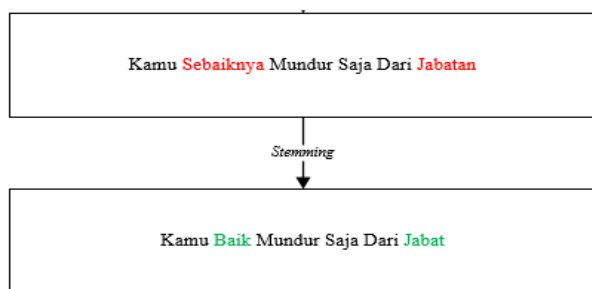 Kamu Sebaiknya Mundur Saja Dari Jabatan
Stemming
Kamu Baik Mundur Saja Dari Jabat